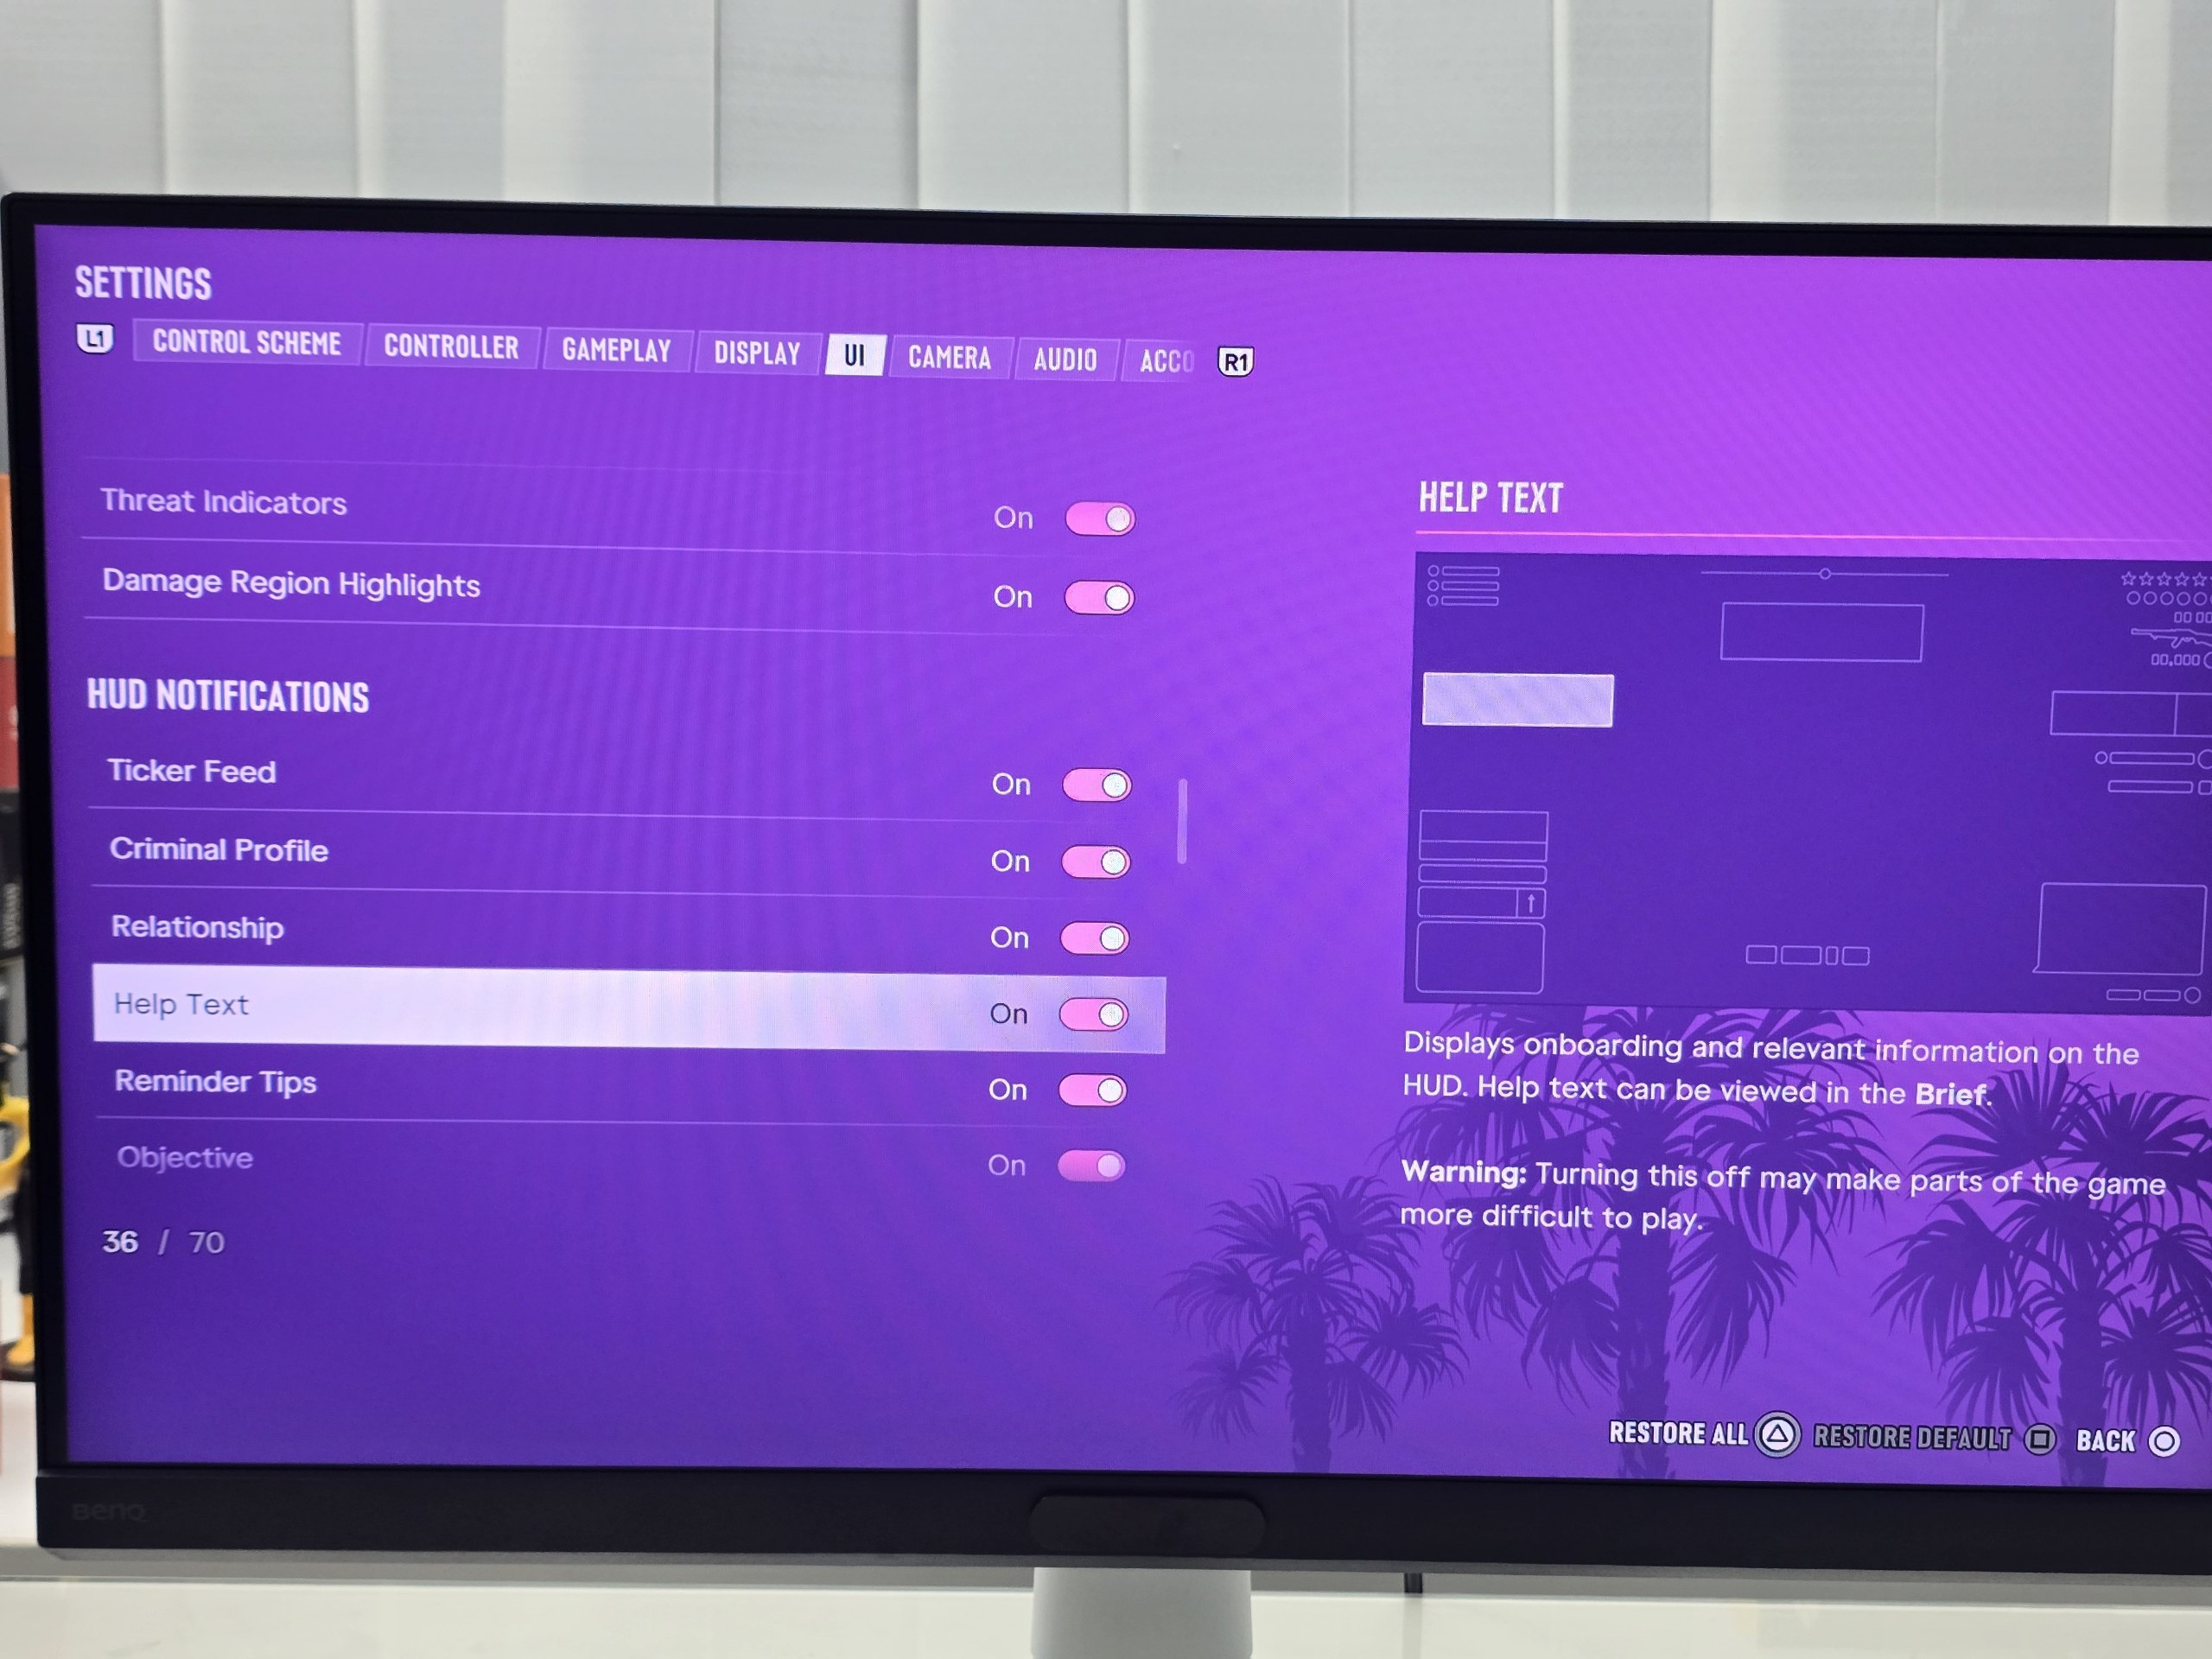 SETTINGS
L1 CONTROL SCHEME CONTROLLER GAMEPLAY DISPLAY UI CAMERA AUDIO ACCO R1
Threat Indicators On
Damage Region Highlights On
HUD NOTIFICATIONS
Ticker Feed On
Criminal Profile On
Relationship On
Help Text On
Reminder Tips On
Objective On
36 / 70
HELP TEXT
00,000
Displays onboarding and relevant information on the
HUD. Help text can be viewed in the Brief.
Warning: Turning this off may make parts of the game
more difficult to play.
RESTORE ALL RESTORE DEFAULT BACK
BenQ